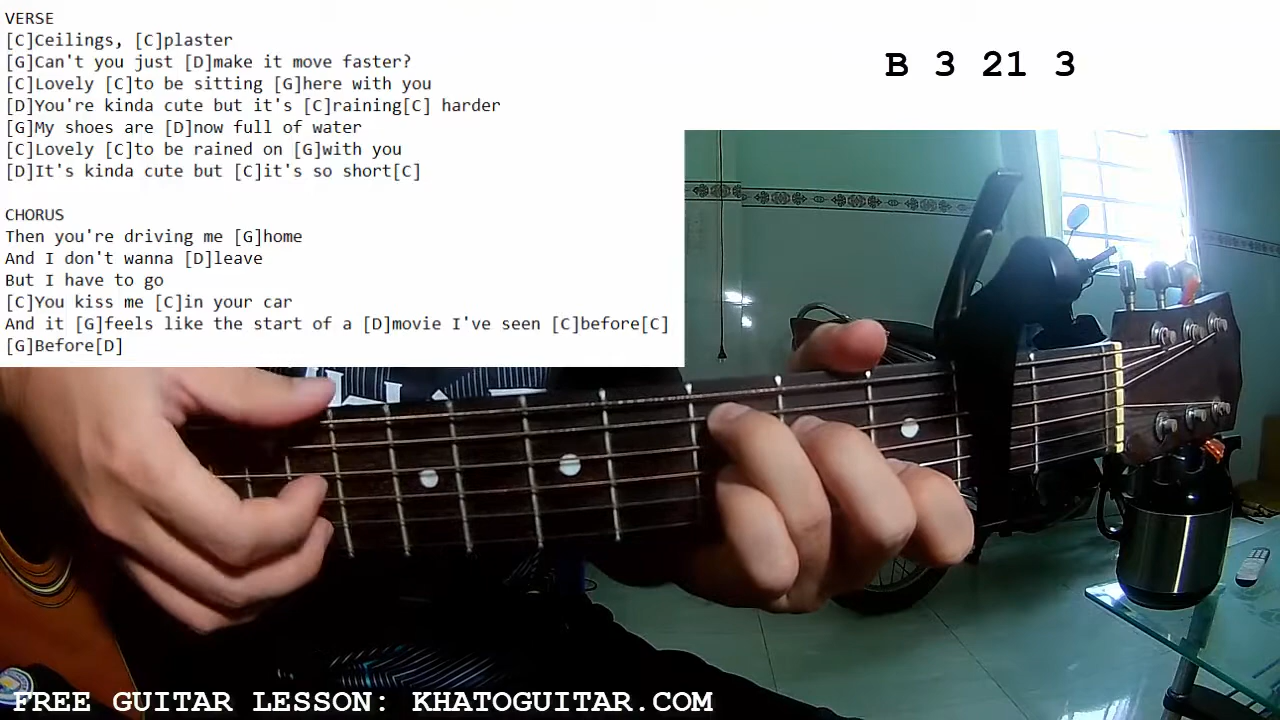 VERSE
[C]Ceilings, [C]plaster
[G]Can't you just [D]make it move faster?
[C]Lovely [C]to be sitting [G]here with you
[D]You're kinda cute but it's [C]raining[C] harder
[G]My shoes are [D]now full of water
[C]Lovely [C]to be rained on [G]with you
[D]It's kinda cute but [C]it's so short[C]
CHORUS
Then you're driving me [G]home
And I don't wanna [D]leave
But I have to go
[C]You kiss me [C]in your car
And it [G]feels like the start of a [D]movie I've seen [C]before[C]
[G]Before[D]
B 3 21 3
FREE GUITAR LESSON: KHATOGUITAR.COM